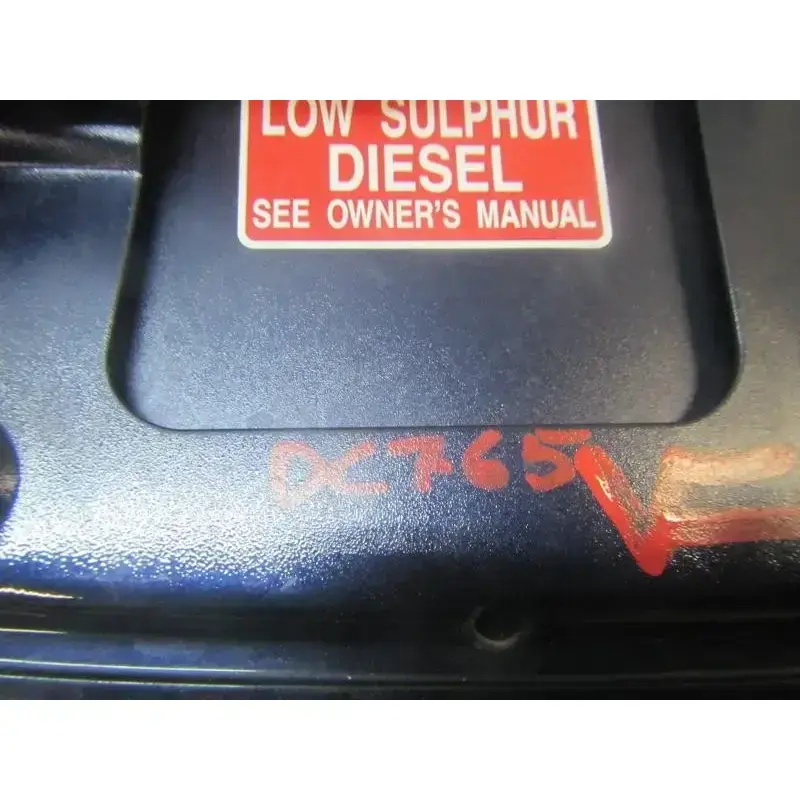 LOW SULPHUR
DIESEL
SEE OWNER'S MANUAL
DC765